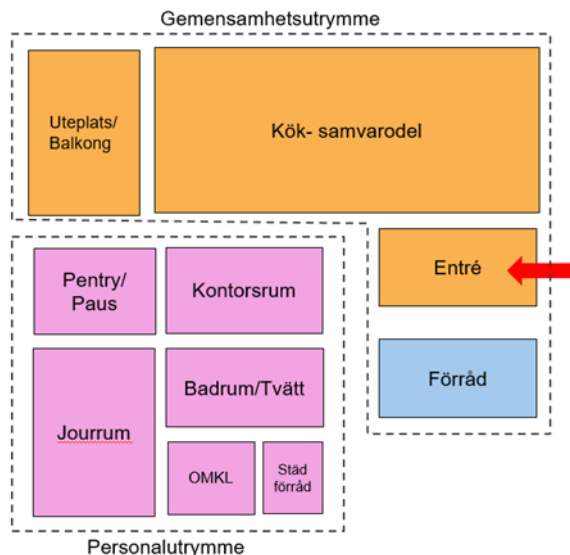 Gemensamhetsutrymme
Uteplats/
Balkong
Kök- samvarodel
Entré
Förråd
Pentry/
Paus
Kontorsrum
Jourrum
Badrum/Tvätt
OMKL
Städ
förråd
Personalutrymme